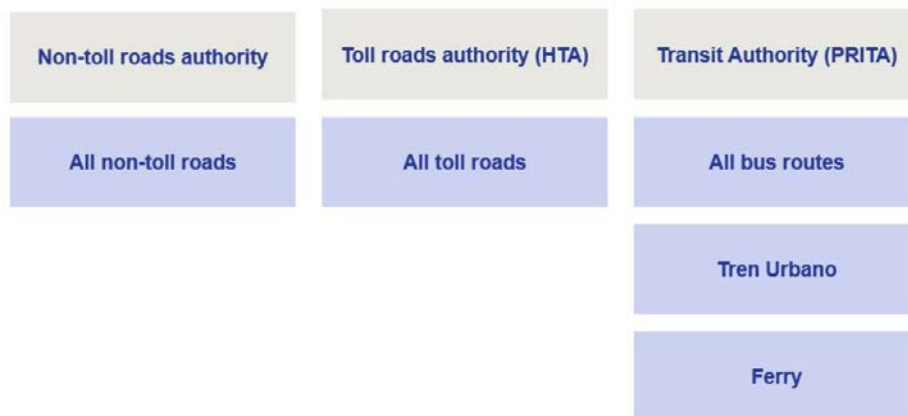 Non-toll roads authority
Toll roads authority (HTA)
Transit Authority (PRITA)
All non-toll roads
All toll roads
All bus routes
Tren Urbano
Ferry